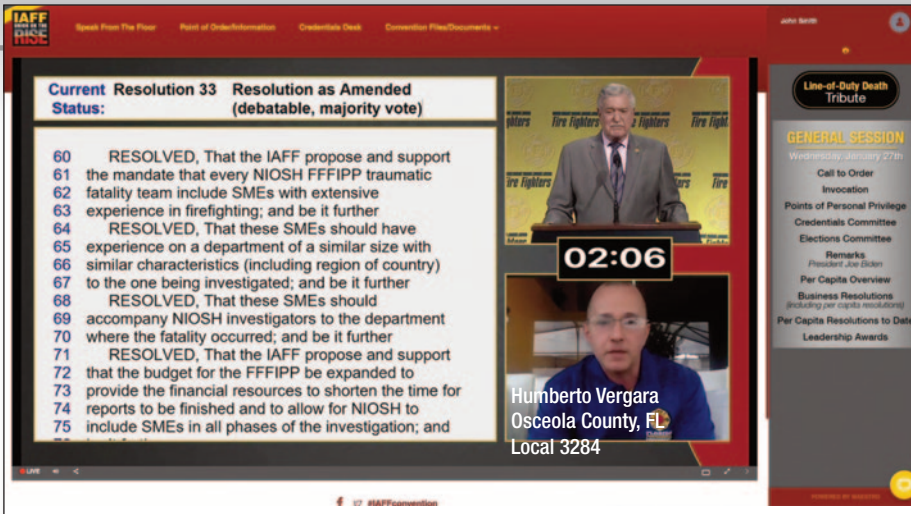 IAFF
UNION ON THE
RISE
Speak From The Floor
Point of Order/Information
Credentials Desk
Convention Files/Documents
John Smith
Current Resolution 33 Resolution as Amended
Status: (debatable, majority vote)
60 RESOLVED, That the IAFF propose and support
61 the mandate that every NIOSH FFFIPP traumatic
62 fatality team include SMEs with extensive
63 experience in firefighting; and be it further
64 RESOLVED, That these SMEs should have
65 experience on a department of a similar size with
66 similar characteristics (including region of country)
67 to the one being investigated; and be it further
68 RESOLVED, That these SMEs should
69 accompany NIOSH investigators to the department
70 where the fatality occurred; and be it further
71 RESOLVED, That the IAFF propose and support
72 that the budget for the FFFIPP be expanded to
73 provide the financial resources to shorten the time for
74 reports to be finished and to allow for NIOSH to
75 include SMEs in all phases of the investigation; and
Fire Fighters
02:06
Humberto Vergara
Osceola County, FL
Local 3284
Line-of-Duty Death
Tribute
GENERAL SESSION
Wednesday, January 27th
Call to Order
Invocation
Points of Personal Privilege
Credentials Committee
Elections Committee
Remarks
President Joe Biden
Per Capita Overview
Business Resolutions
(including per capita resolutions)
Per Capita Resolutions to Date
Leadership Awards
LIVE
#IAFFconvention